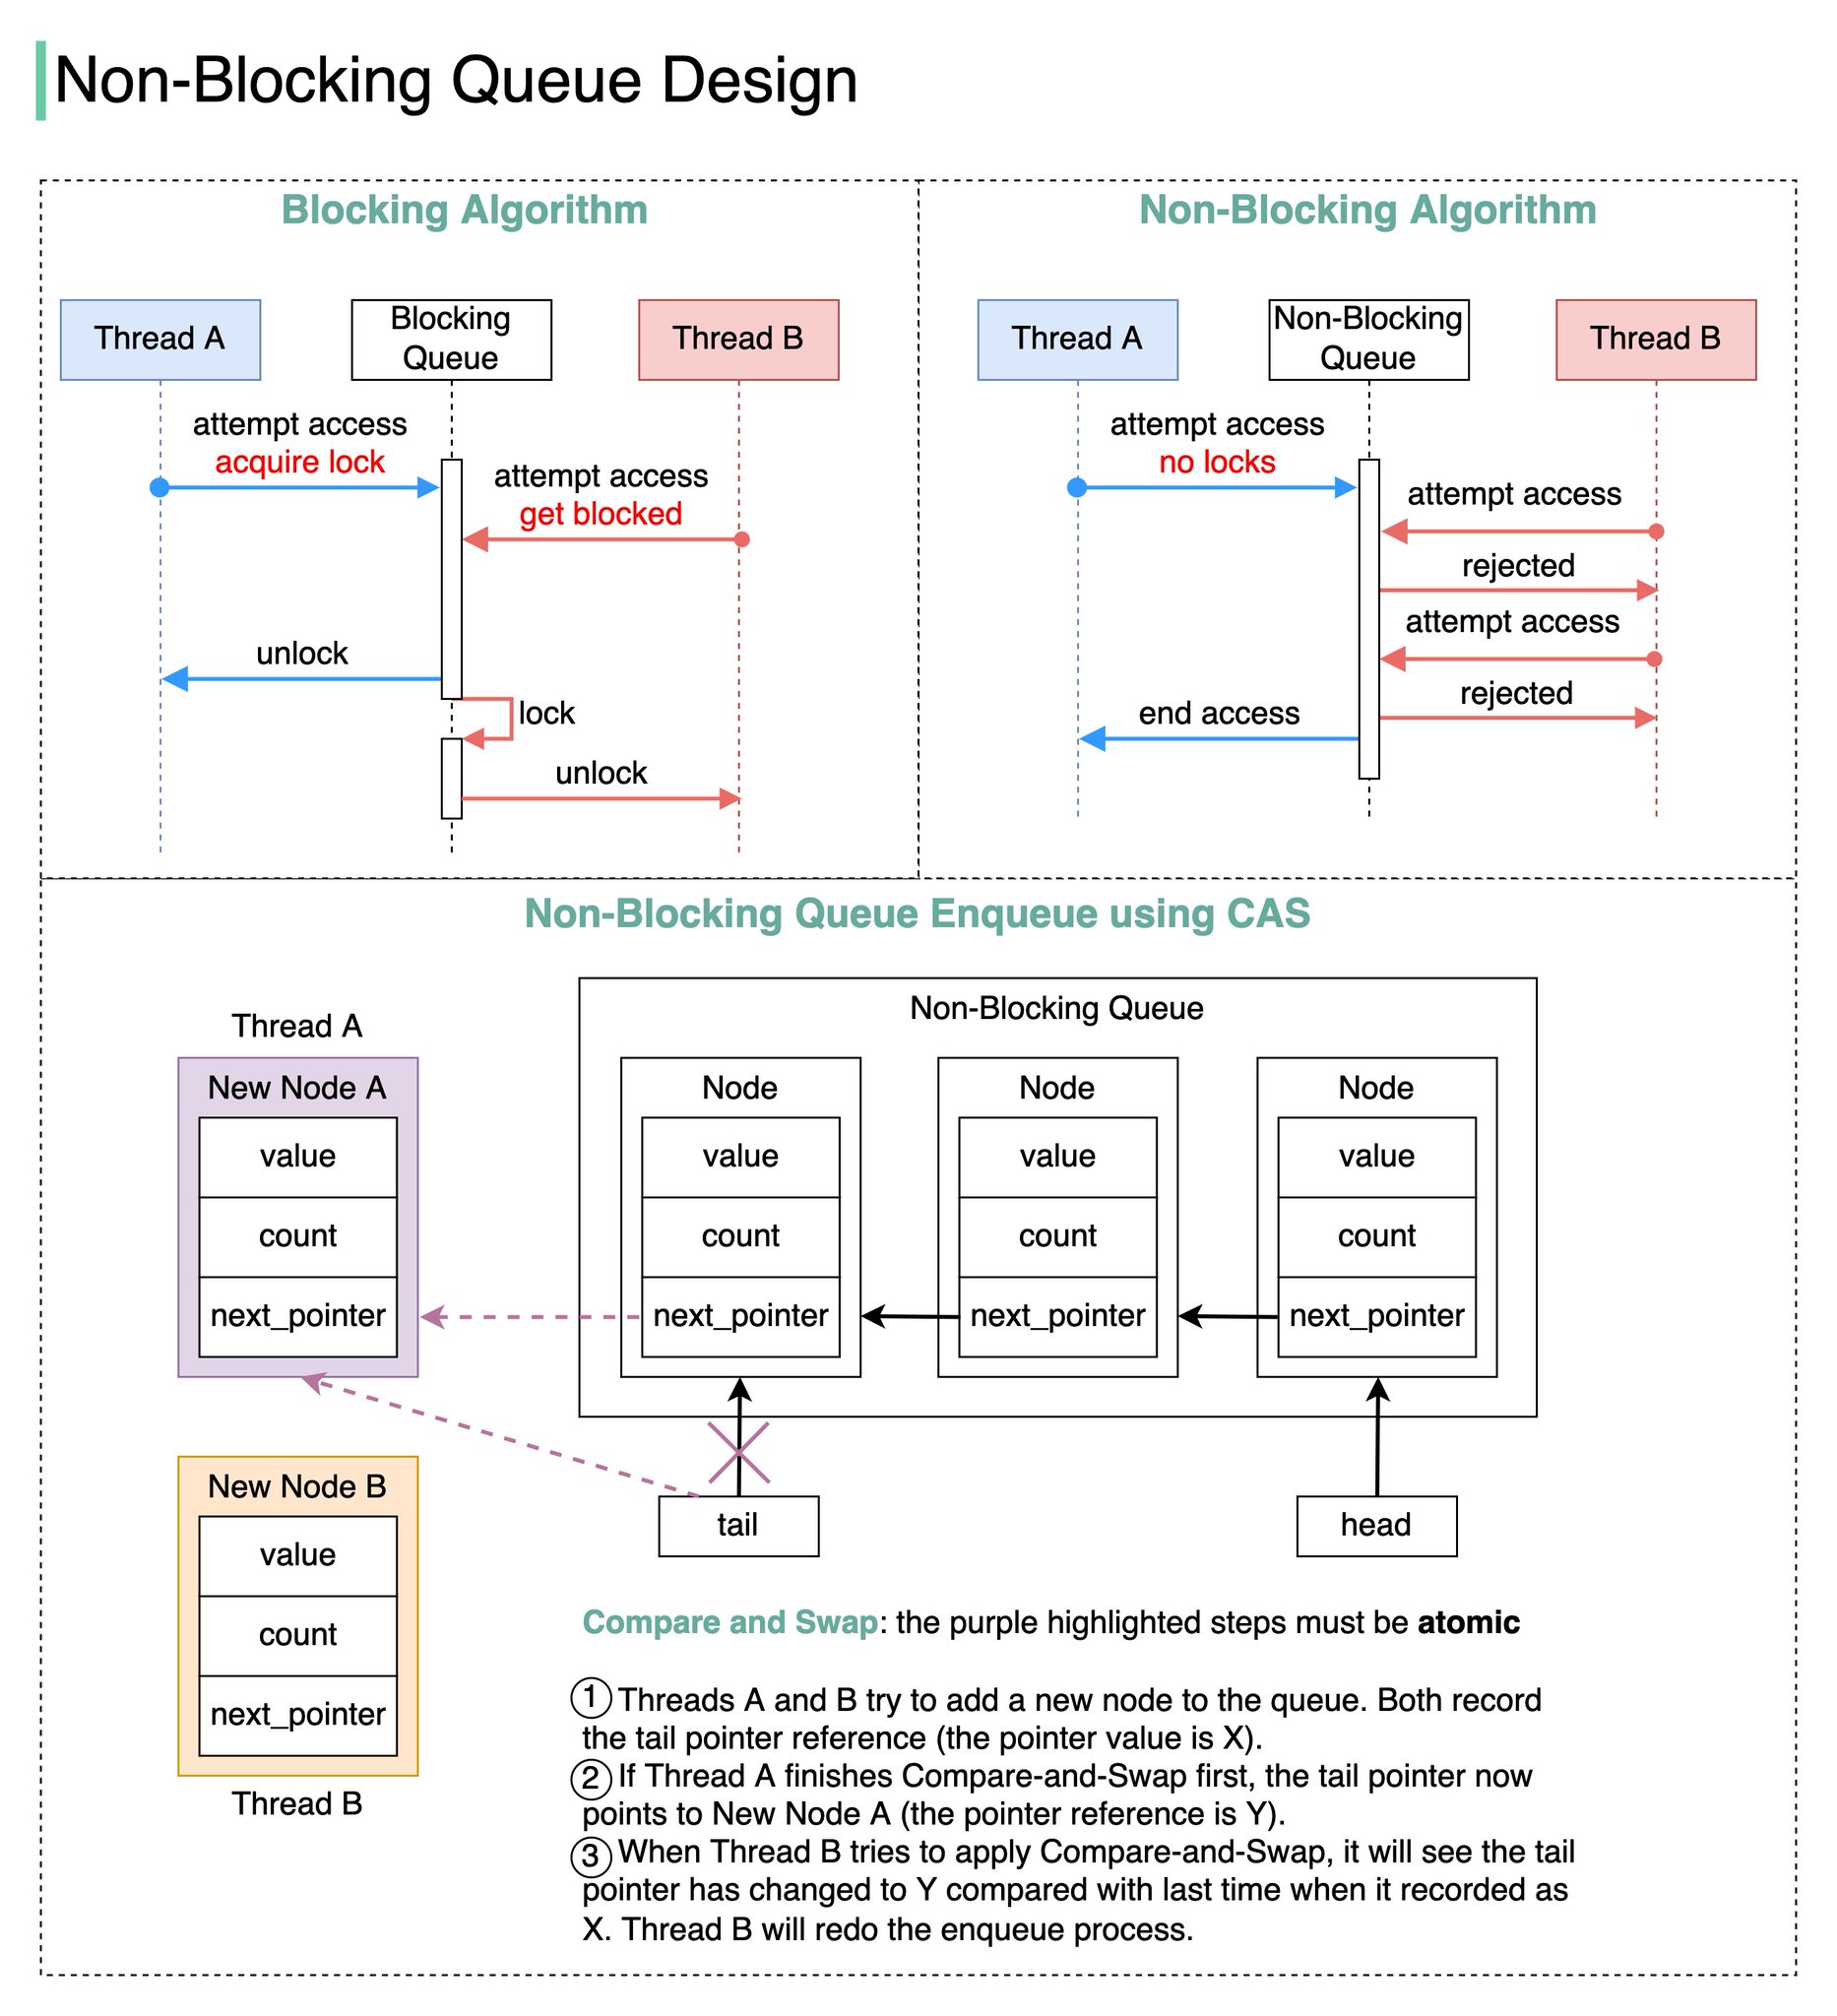 Non-Blocking Queue Design
Blocking Algorithm
Thread A
Blocking
Queue
Thread B
attempt access
acquire lock
attempt access
get blocked
unlock
lock
unlock
Non-Blocking Algorithm
Thread A
Non-Blocking
Queue
Thread B
attempt access
no locks
attempt access
rejected
attempt access
rejected
end access
Non-Blocking Queue Enqueue using CAS
Thread A
New Node A
value
count
next_pointer
Non-Blocking Queue
Node
value
count
next_pointer
Node
value
count
next_pointer
Node
value
count
next_pointer
tail
head
New Node B
value
count
next_pointer
Thread B
Compare and Swap: the purple highlighted steps must be atomic
1 Threads A and B try to add a new node to the queue. Both record
the tail pointer reference (the pointer value is X).
2 If Thread A finishes Compare-and-Swap first, the tail pointer now
points to New Node A (the pointer reference is Y).
3 When Thread B tries to apply Compare-and-Swap, it will see the tail
pointer has changed to Y compared with last time when it recorded as
X. Thread B will redo the enqueue process.